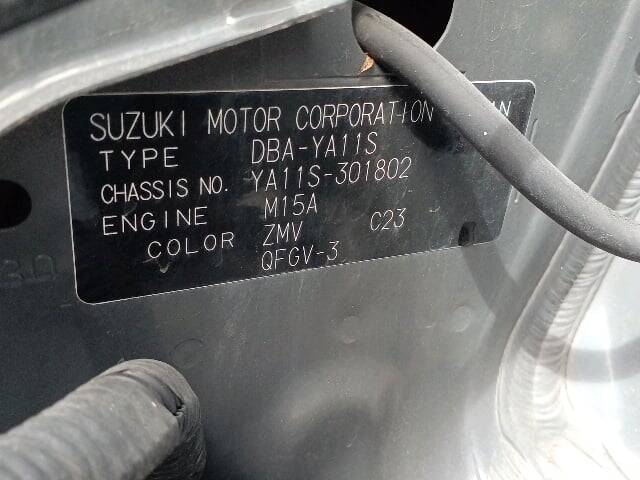 SUZUKI MOTOR CORPORATION
TYPE DBA-YA11S
CHASSIS NO. YA11S-301802
ENGINE M15A
COLOR ZMV C23
QFGV-3